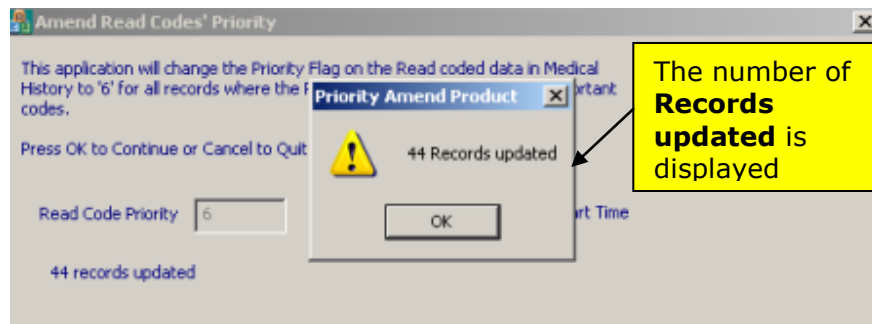 Amend Read Codes' Priority
This application will change the Priority Flag on the Read coded data in Medical
History to '6' for all records where the
codes.
Press OK to Continue or Cancel to Quit
Read Code Priority 6
Time
44 records updated
Priority Amend Product
44 Records updated
OK
The number of
Records
updated is
displayed